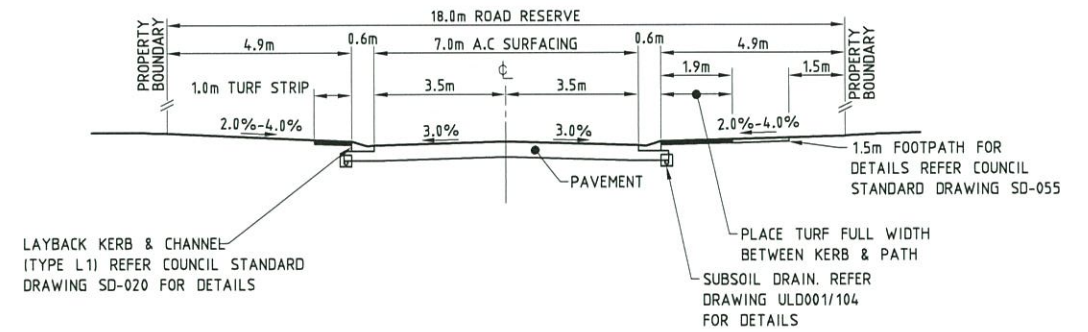 18.0m ROAD RESERVE
4.9m
0.6m
7.0m A.C SURFACING
0.6m
4.9m
PROPERTY
BOUNDARY
1.0m TURF STRIP
3.5m
℄
3.5m
1.9m
1.5m
PROPERTY
BOUNDARY
2.0%-4.0%
3.0%
3.0%
2.0%-4.0%
1.5m FOOTPATH FOR
DETAILS REFER COUNCIL
STANDARD DRAWING SD-055
PAVEMENT
LAYBACK KERB & CHANNEL
(TYPE L1) REFER COUNCIL STANDARD
DRAWING SD-020 FOR DETAILS
PLACE TURF FULL WIDTH
BETWEEN KERB & PATH
SUBSOIL DRAIN. REFER
DRAWING ULD001/104
FOR DETAILS